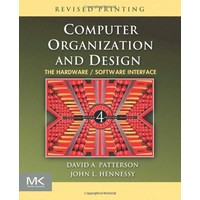 REVISED PRINTING
COMPUTER
ORGANIZATION AND DESIGN
THE HARDWARE / SOFTWARE INTERFACE
4
DAVID A. PATTERSON
JOHN L. HENNESSY
MK